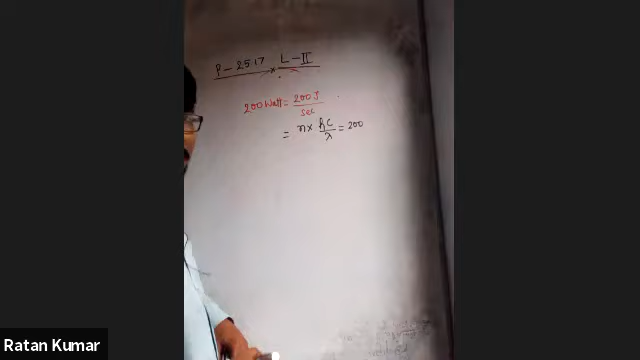 P-2517 L-II
200 Watt = 200 J / sec
= n x hc / λ = 200
Ratan Kumar